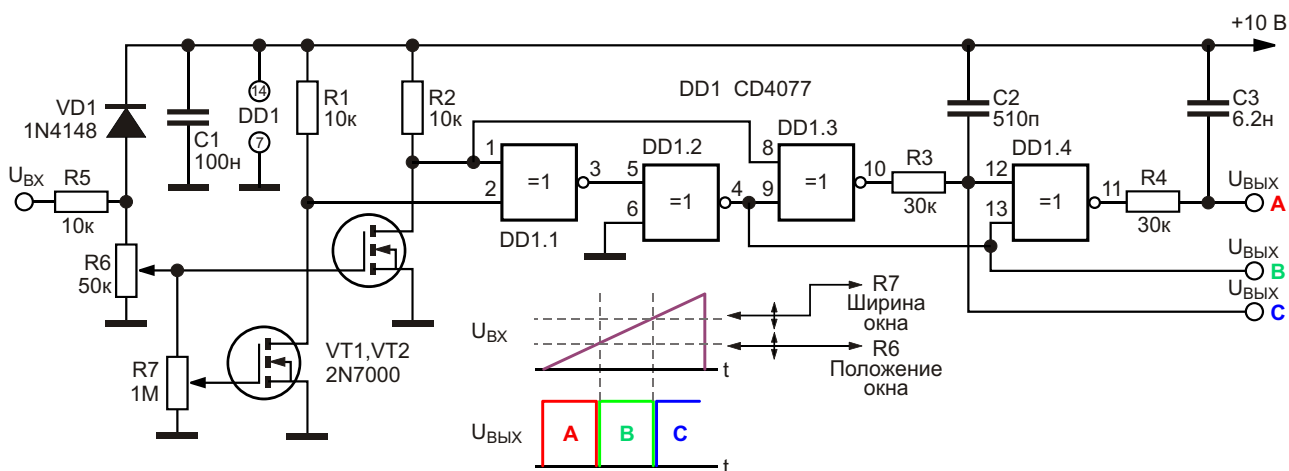 +10 В
VD1
1N4148
C1
100н
14
DD1
7
R1
10к
R2
10к
DD1 CD4077
C2
510п
C3
6.2н
UВХ
R5
10к
R6
50к
R7
1М
VT1,VT2
2N7000
1
2
=1
3
DD1.1
DD1.2
5
6
=1
4
DD1.3
8
9
=1
10
R3
30к
DD1.4
12
13
=1
11
R4
30к
UВЫХ
A
UВЫХ
B
UВЫХ
C
UВХ
t
R7
Ширина
окна
R6
Положение
окна
UВЫХ
A
B
C
t